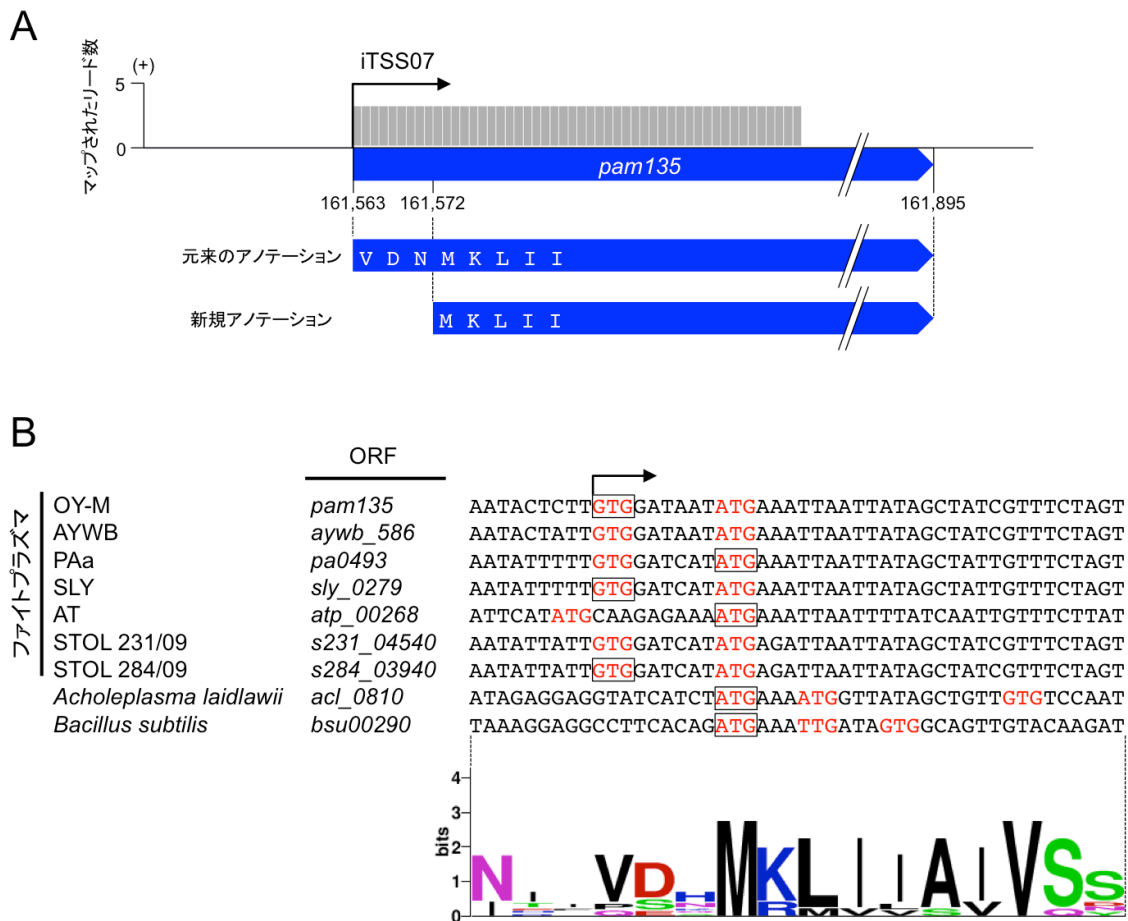 A
(+)
iTSS07
5
0
マップされたリード数
pam135
161,563 161,572 161,895
元来のアノテーション V D N M K L I I
新規アノテーション M K L I I
B
ORF
ファイトプラズマ
OY-M pam135 AATACTCTTGTGGATAATATGAAATTAATTATAGCTATCGTTTCTAGT
AYWB aywb_586 AATACTATTGTGGATAATATGAAATTAATTATAGCTATCGTTTCTAGT
PAa pa0493 AATATTTTTGTGGATCATATGAAATTAATTATAGCTATTGTTTCTAGT
SLY sly_0279 AATATTTTTGTGGATCATATGAAATTAATTATAGCTATTGTTTCTAGT
AT atp_00268 ATTCATATGCAAGAGAAAATGAAATTAATTTTATCAATTGTTTCTTAT
STOL 231/09 s231_04540 AATATTATTGTGGATCATATGAGATTAATTATAGCTATCGTTTCTAGT
STOL 284/09 s284_03940 AATATTATTGTGGATCATATGAGATTAATTATAGCTATCGTTTCTAGT
Acholeplasma laidlawii acl_0810 ATAGAGGAGGTATCATCTATGAAAATGGTTATAGCTGTTGTGTCCAAT
Bacillus subtilis bsu00290 TAAAGGAGGCCTTCACAGATGAAATTGATAGTGGCAGTTGTACAAGAT
4
3
2
1
0
bits